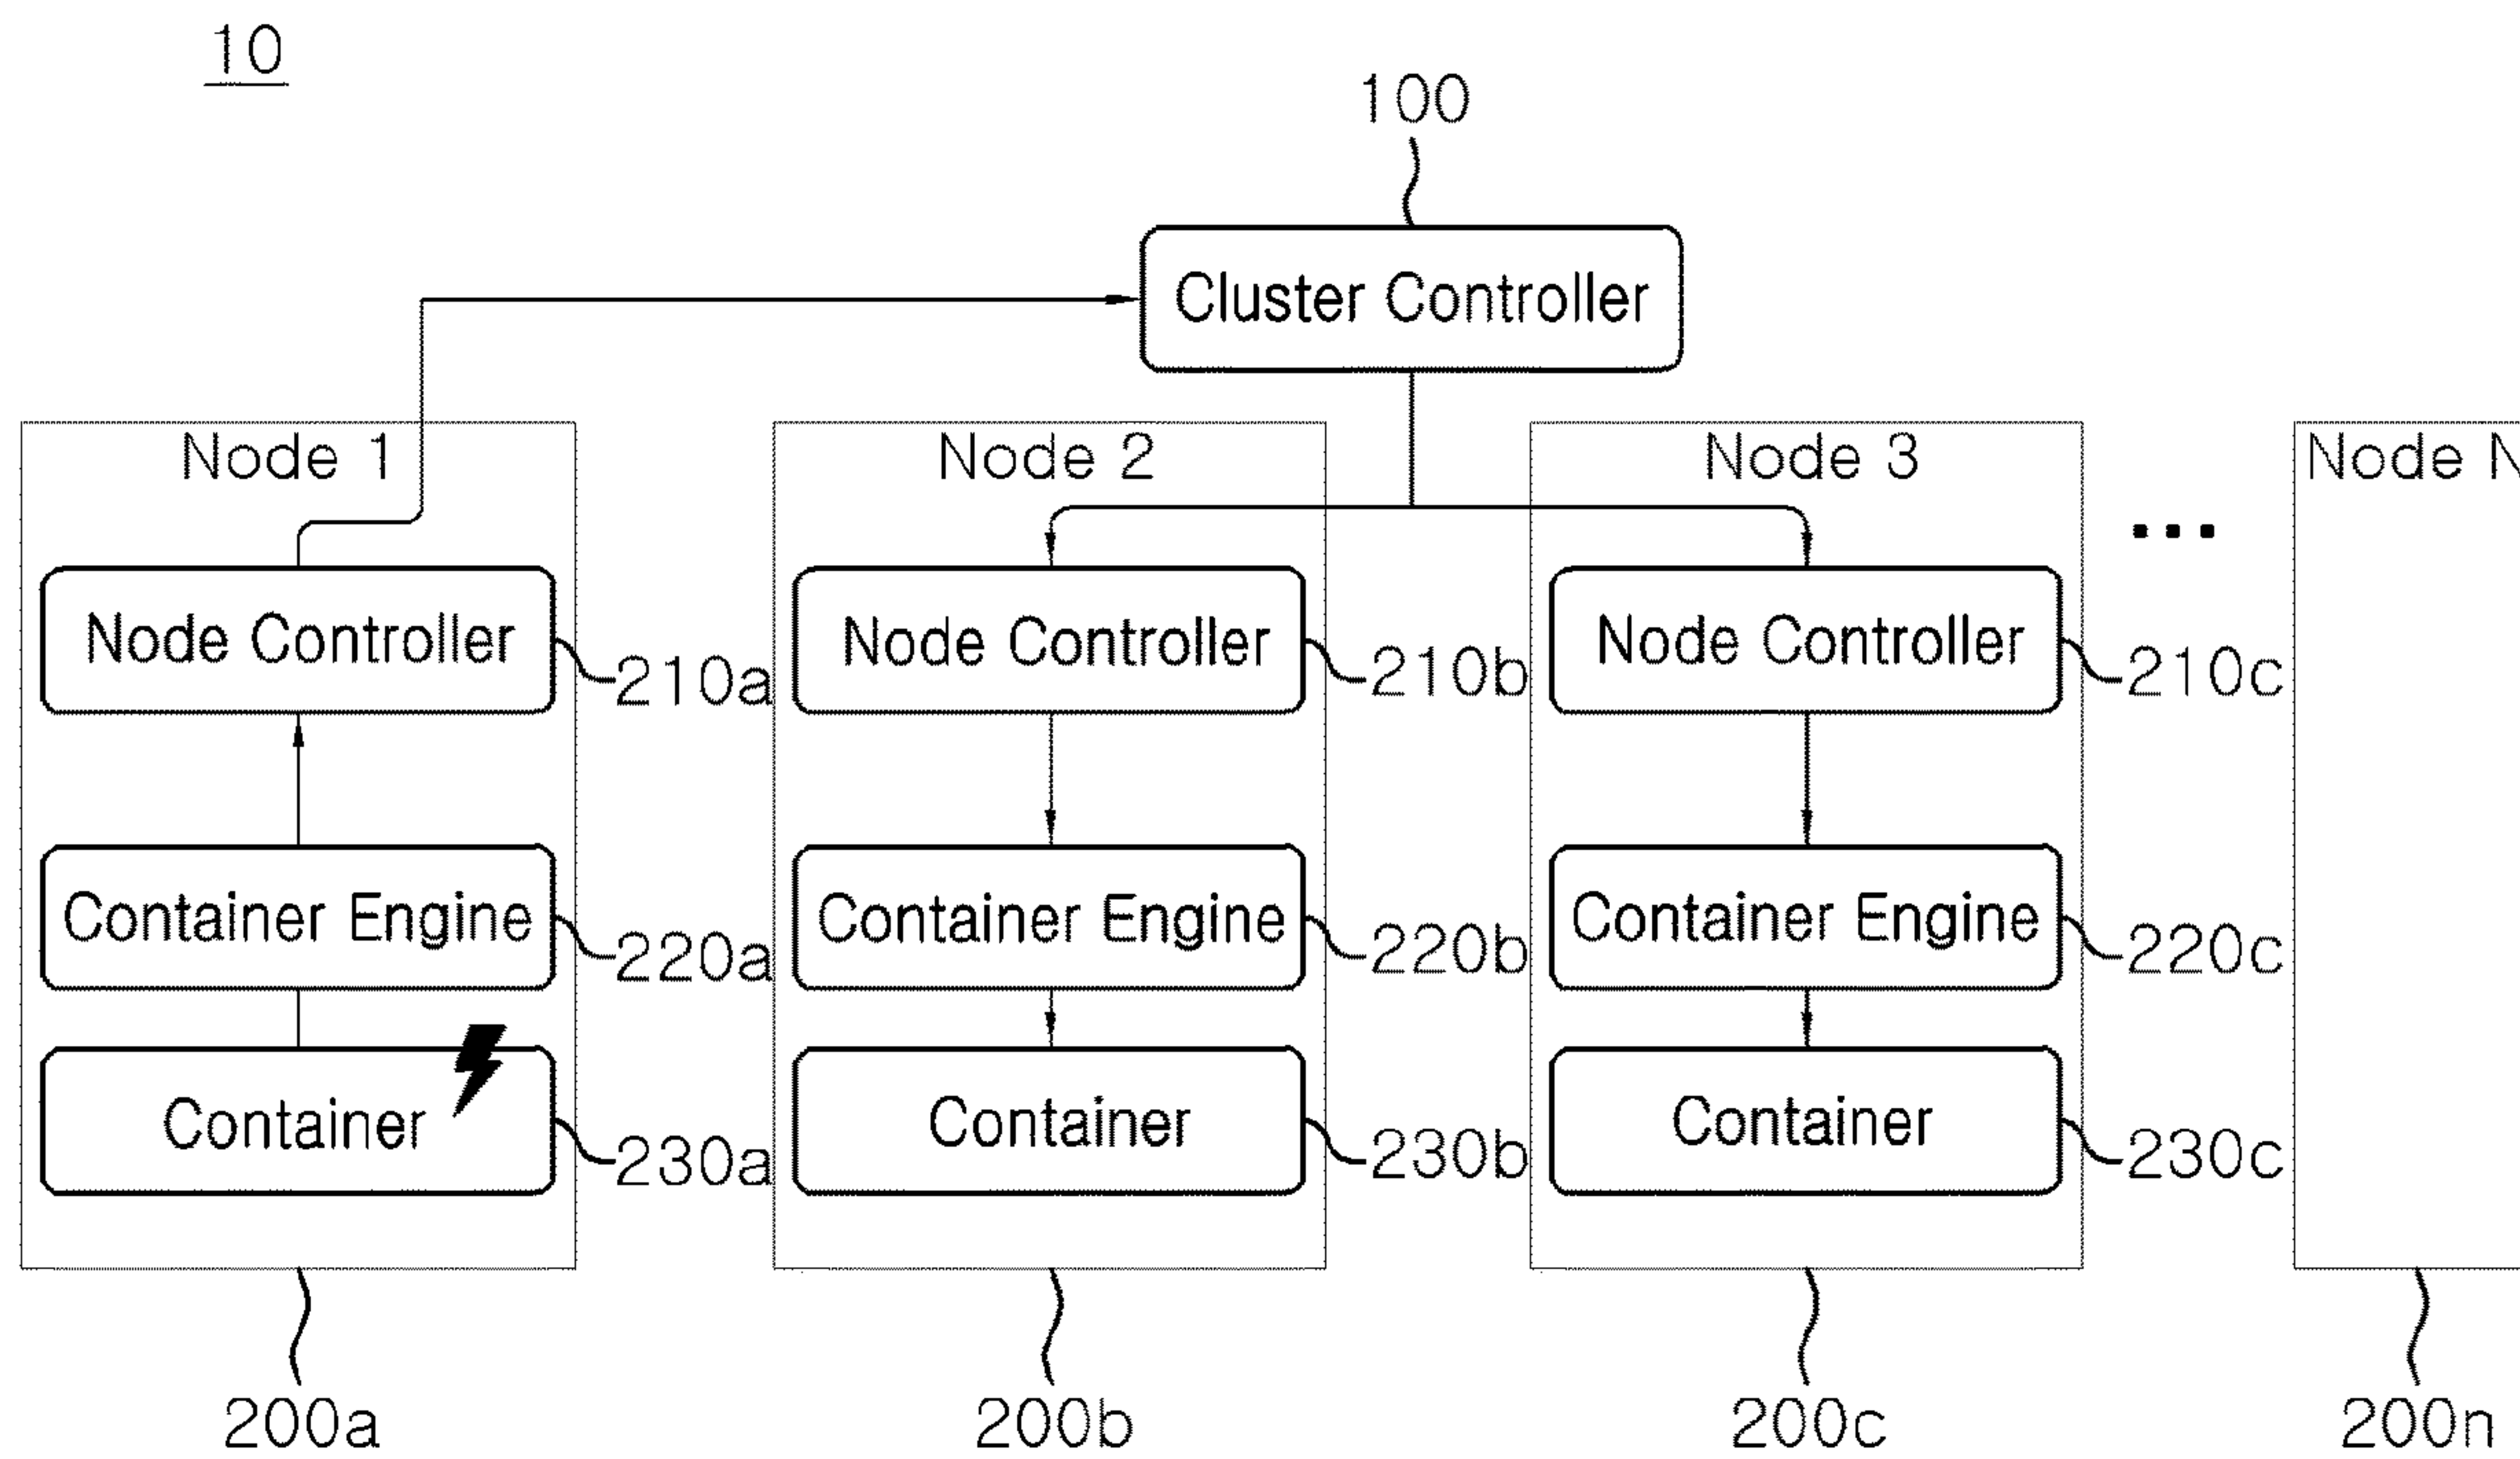 10
100
Cluster Controller
Node 1
Node 2
Node 3
Node N
...
Node Controller
210a
Node Controller
210b
Node Controller
210c
Container Engine
220a
Container Engine
220b
Container Engine
220c
Container
230a
Container
230b
Container
230c
200a
200b
200c
200n